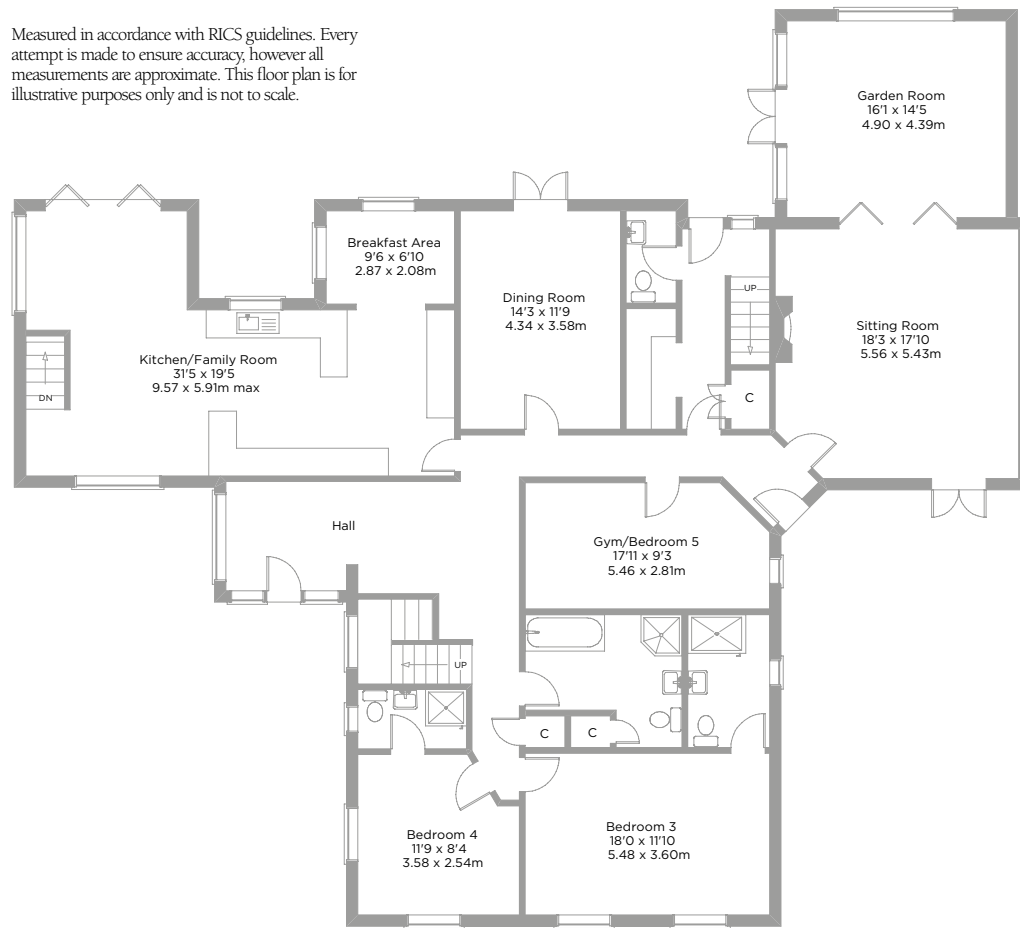 Measured in accordance with RICS guidelines. Every
attempt is made to ensure accuracy, however all
measurements are approximate. This floor plan is for
illustrative purposes only and is not to scale.
Garden Room
16'1 x 14'5
4.90 x 4.39m
Breakfast Area
9'6 x 6'10
2.87 x 2.08m
Dining Room
14'3 x 11'9
4.34 x 3.58m
UP
Sitting Room
18'3 x 17'10
5.56 x 5.43m
Kitchen/Family Room
31'5 x 19'5
9.57 x 5.91m max
DN
C
Hall
Gym/Bedroom 5
17'11 x 9'3
5.46 x 2.81m
UP
C
C
Bedroom 4
11'9 x 8'4
3.58 x 2.54m
Bedroom 3
18'0 x 11'10
5.48 x 3.60m